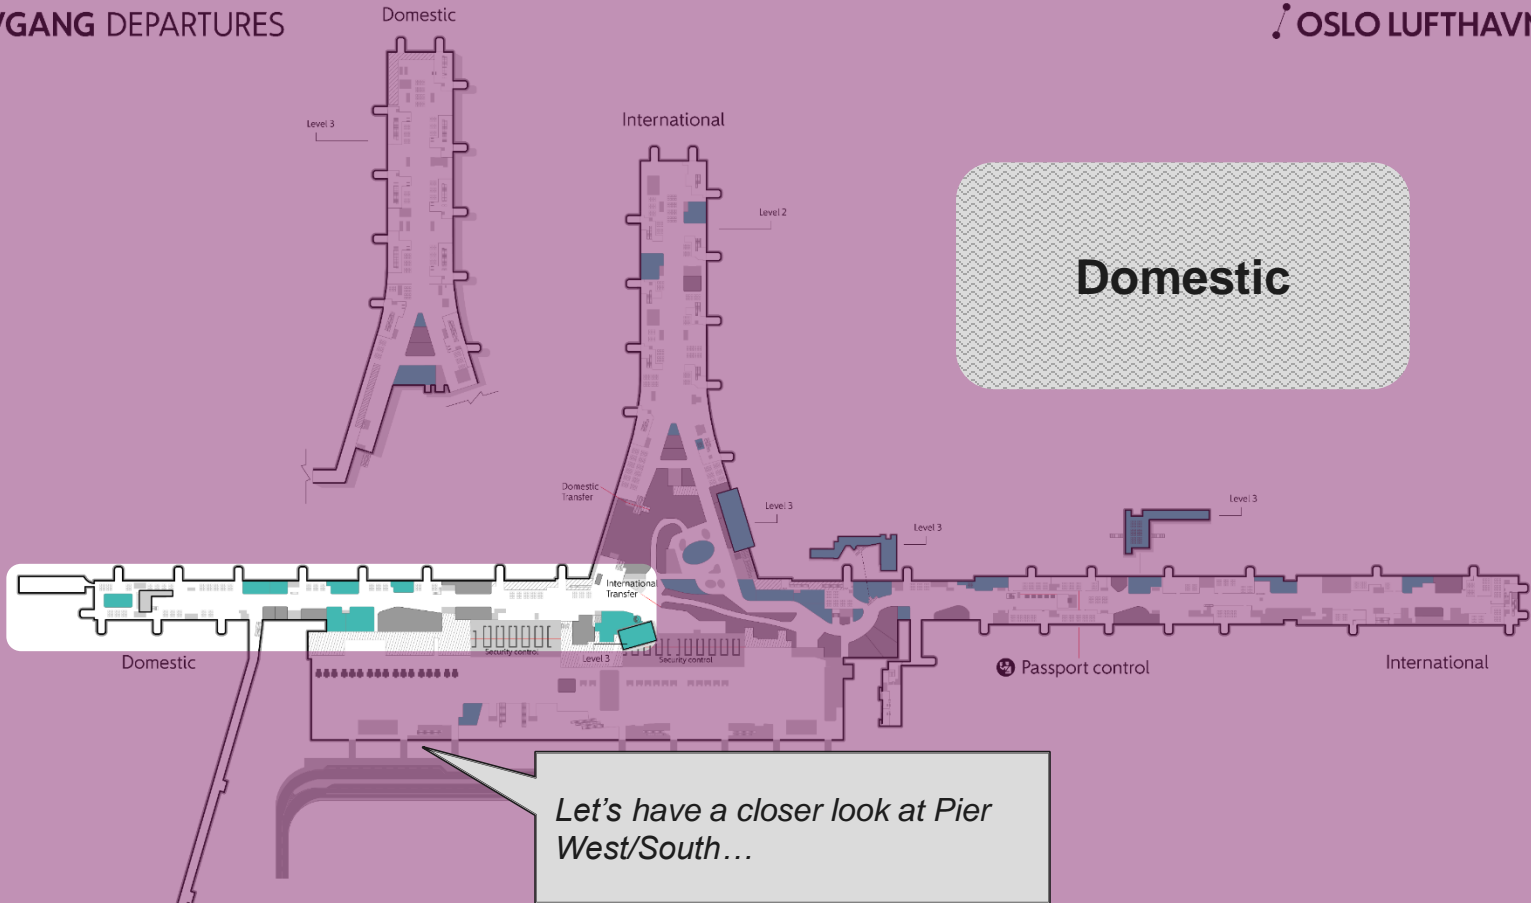 VGANG DEPARTURES
OSLO LUFTHAVN
Domestic
Level 3
International
Level 2
Domestic
Domestic
Transfer
Level 3
Level 3
Level 3
International
Transfer
Security control
Level 3
Security control
Domestic
Passport control
International
Let's have a closer look at Pier
West/South…